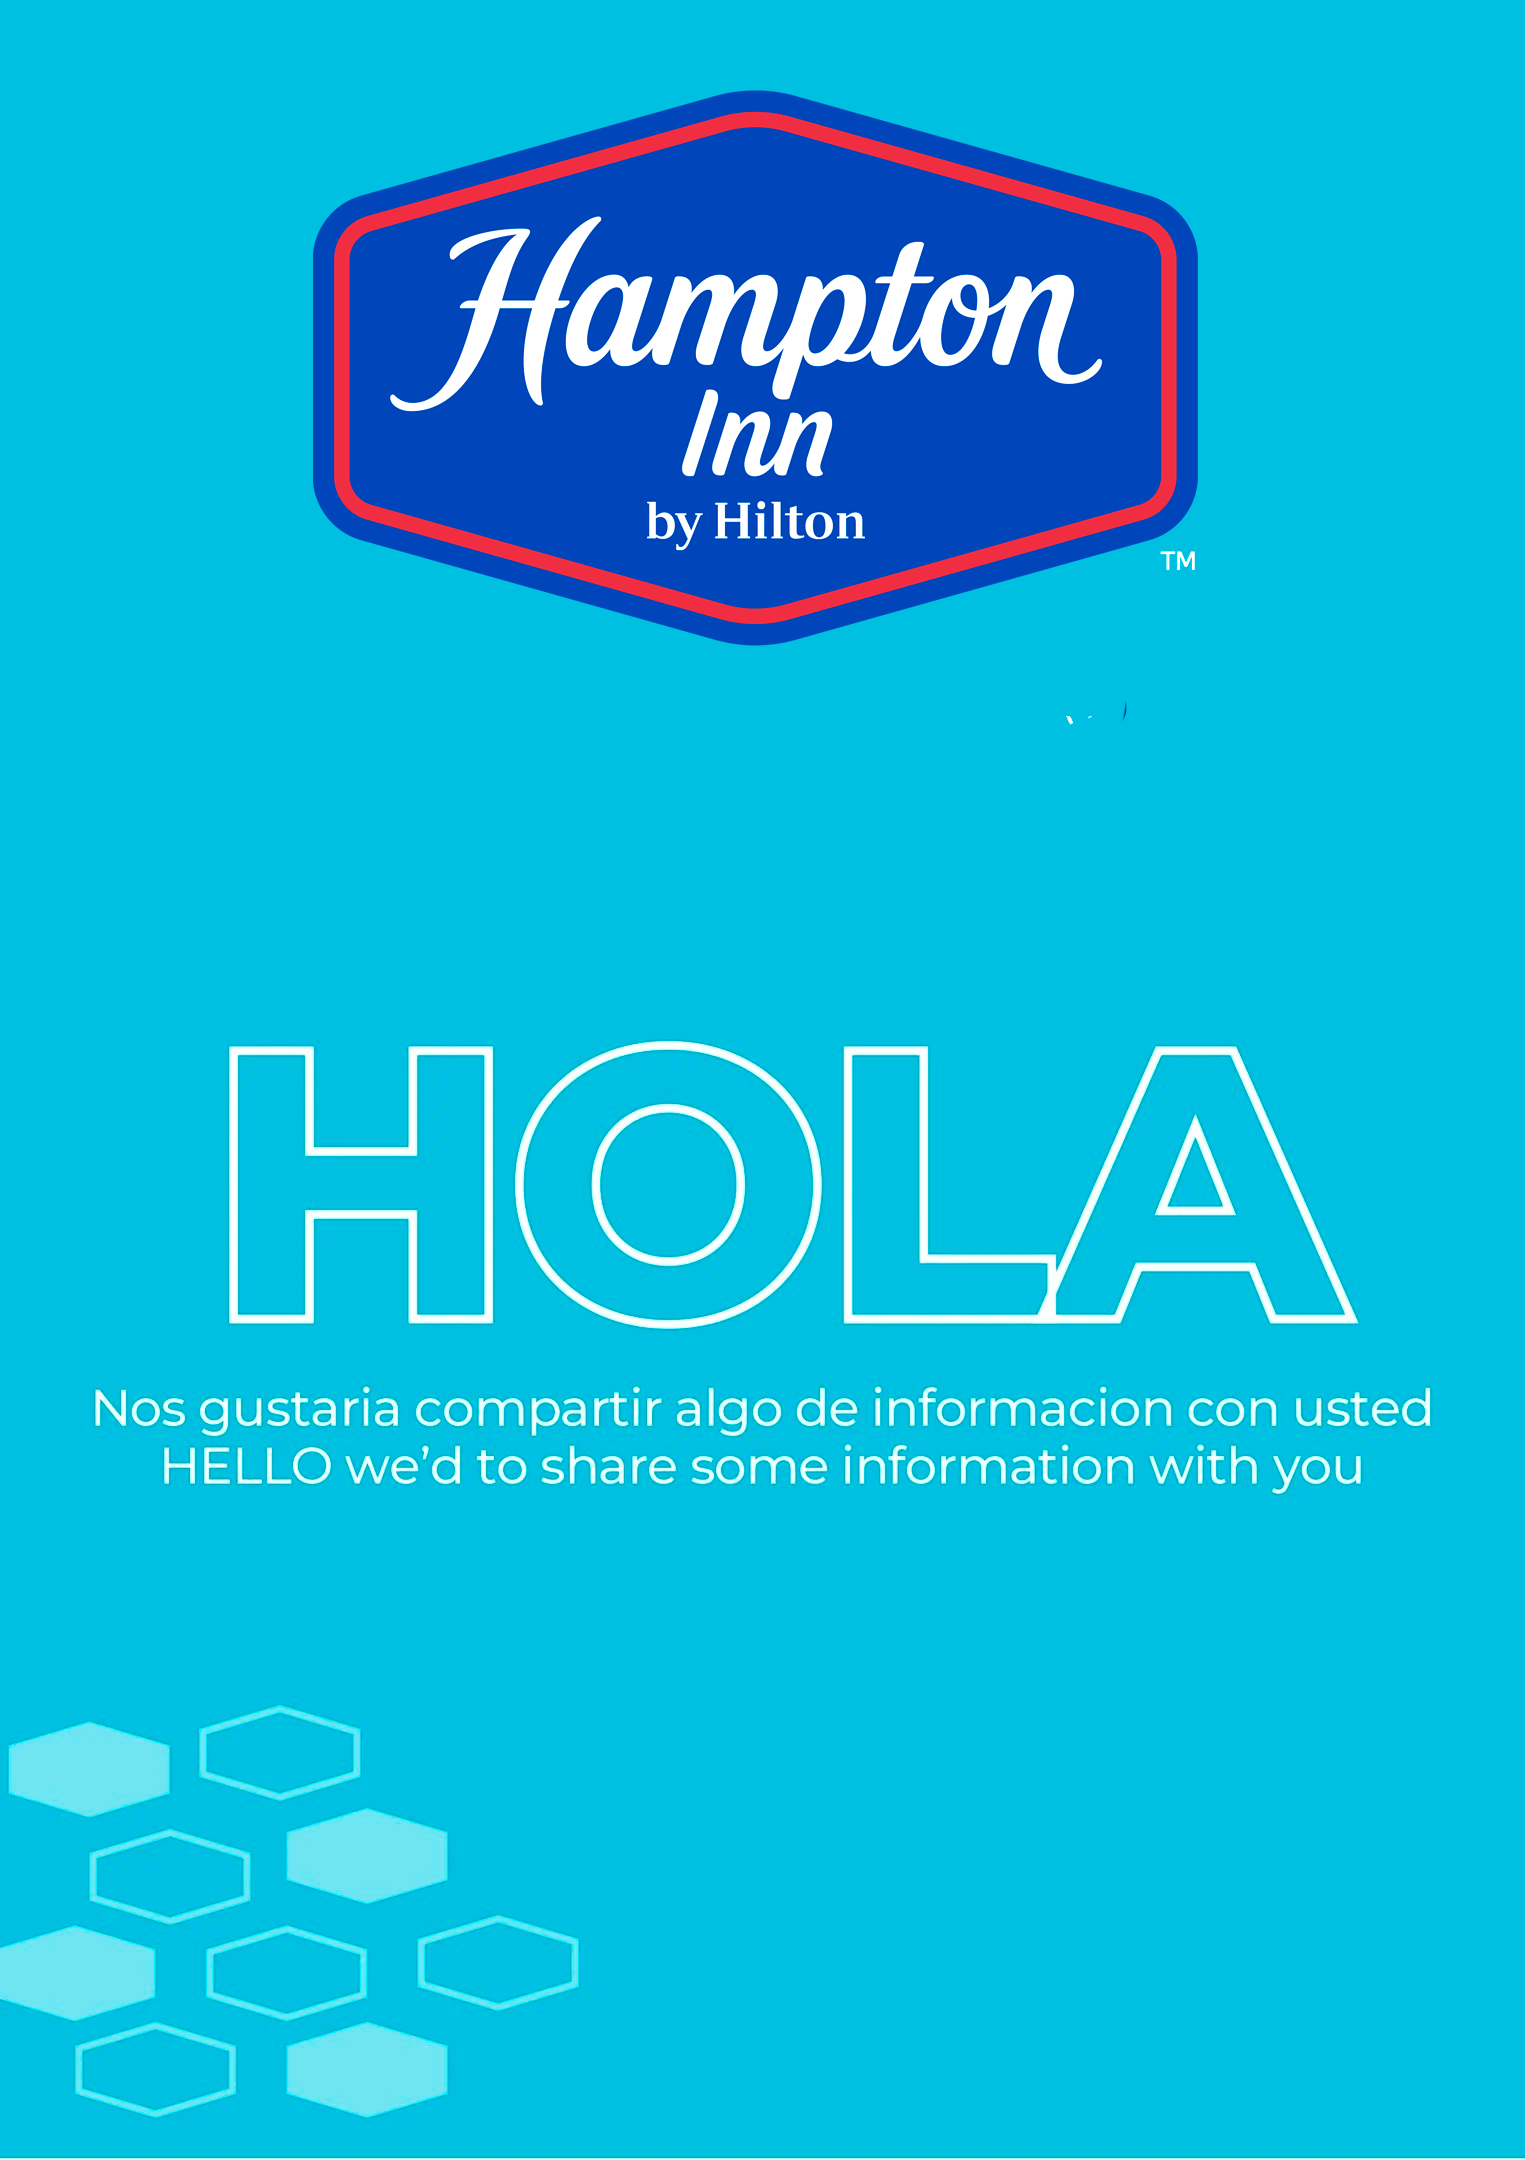 Hampton
Inn
by Hilton
TM
HOLA
Nos gustaria compartir algo de informacion con usted
HELLO we’d to share some information with you